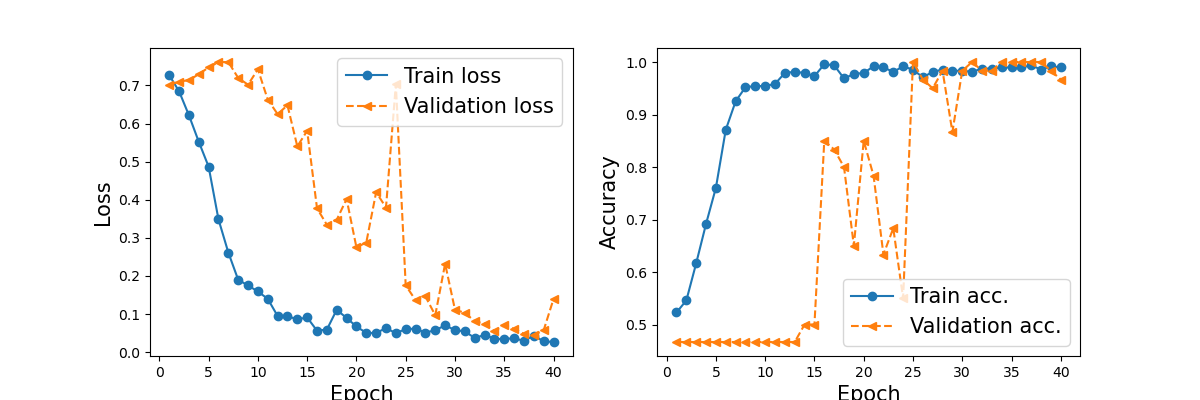 0.7
0.6
0.5
0.4
0.3
0.2
0.1
0.0
Loss
0 5 10 15 20 25 30 35 40
Epoch
Train loss
Validation loss
1.0
0.9
0.8
0.7
0.6
0.5
Accuracy
0 5 10 15 20 25 30 35 40
Epoch
Train acc.
Validation acc.